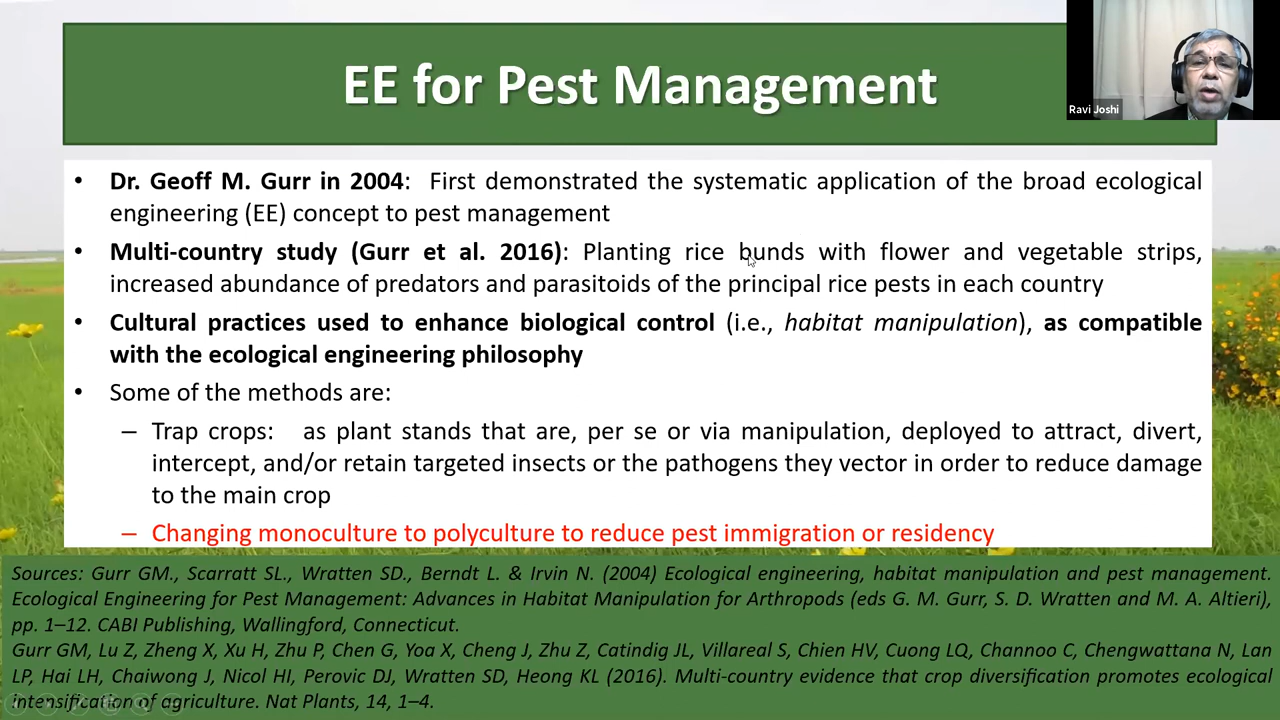 EE for Pest Management
Ravi Joshi
• Dr. Geoff M. Gurr in 2004: First demonstrated the systematic application of the broad ecological
engineering (EE) concept to pest management
• Multi-country study (Gurr et al. 2016): Planting rice bunds with flower and vegetable strips,
increased abundance of predators and parasitoids of the principal rice pests in each country
• Cultural practices used to enhance biological control (i.e., habitat manipulation), as compatible
with the ecological engineering philosophy
• Some of the methods are:
– Trap crops: as plant stands that are, per se or via manipulation, deployed to attract, divert,
intercept, and/or retain targeted insects or the pathogens they vector in order to reduce damage
to the main crop
– Changing monoculture to polyculture to reduce pest immigration or residency
Sources: Gurr GM., Scarratt SL., Wratten SD., Berndt L. & Irvin N. (2004) Ecological engineering, habitat manipulation and pest management.
Ecological Engineering for Pest Management: Advances in Habitat Manipulation for Arthropods (eds G. M. Gurr, S. D. Wratten and M. A. Altieri),
pp. 1–12. CABI Publishing, Wallingford, Connecticut.
Gurr GM, Lu Z, Zheng X, Xu H, Zhu P, Chen G, Yoa X, Cheng J, Zhu Z, Catindig JL, Villareal S, Chien HV, Cuong LQ, Channoo C, Chengwattana N, Lan
LP, Hai LH, Chaiwong J, Nicol HI, Perovic DJ, Wratten SD, Heong KL (2016). Multi-country evidence that crop diversification promotes ecological
intensification of agriculture. Nat Plants, 14, 1–4.